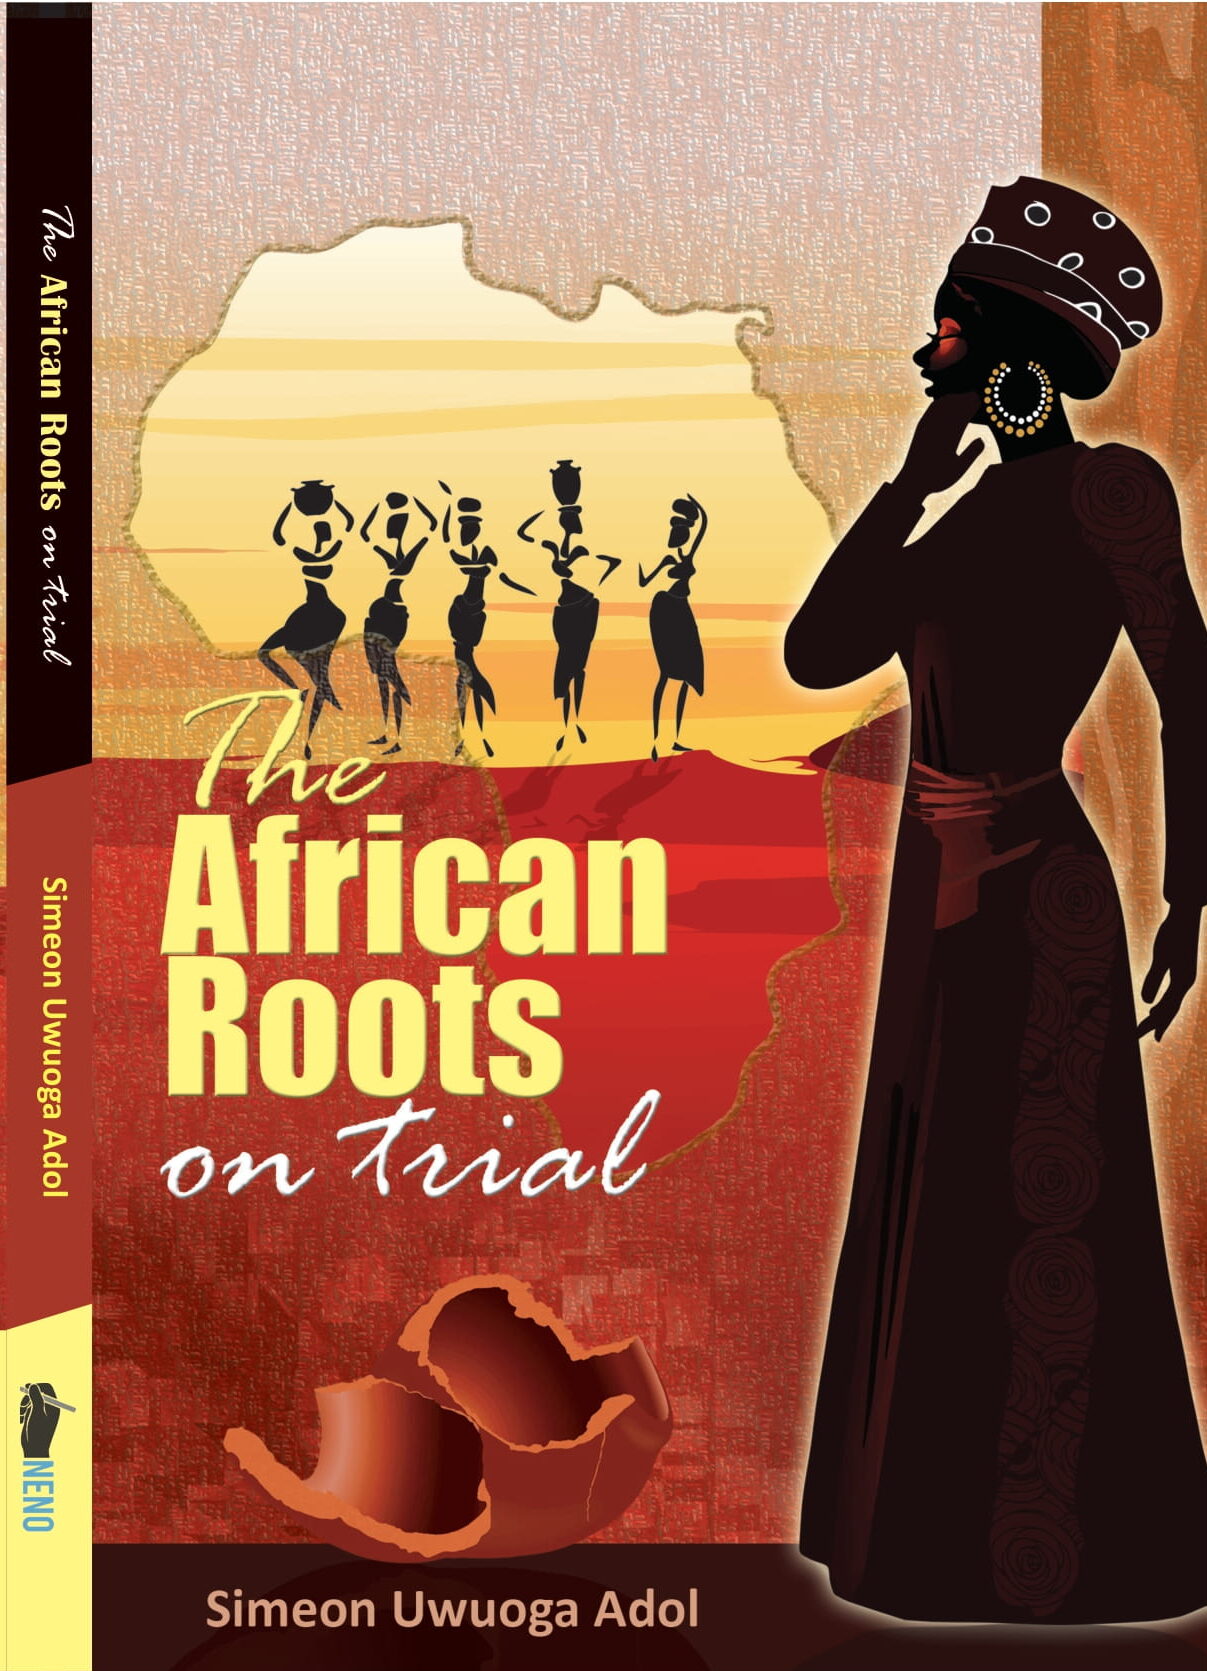 The African Roots on trial
Simeon Uwuoga Adol
NENO
The
African
Roots
on trial
Simeon Uwuoga Adol